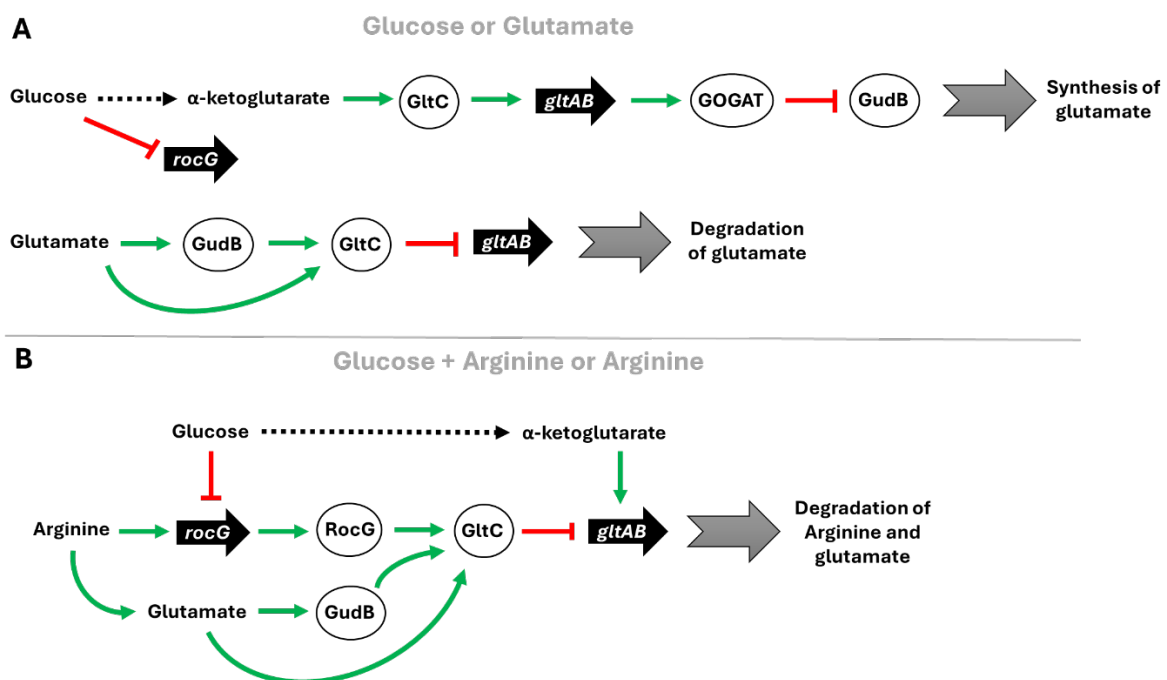 A
Glucose or Glutamate
Glucose α-ketoglutarate GltC gltAB GOGAT GudB Synthesis of
glutamate
rocG
Glutamate GudB GltC gltAB Degradation
of glutamate
B
Glucose + Arginine or Arginine
Glucose α-ketoglutarate
Arginine rocG RocG GltC gltAB Degradation of
Arginine and
glutamate
Glutamate GudB